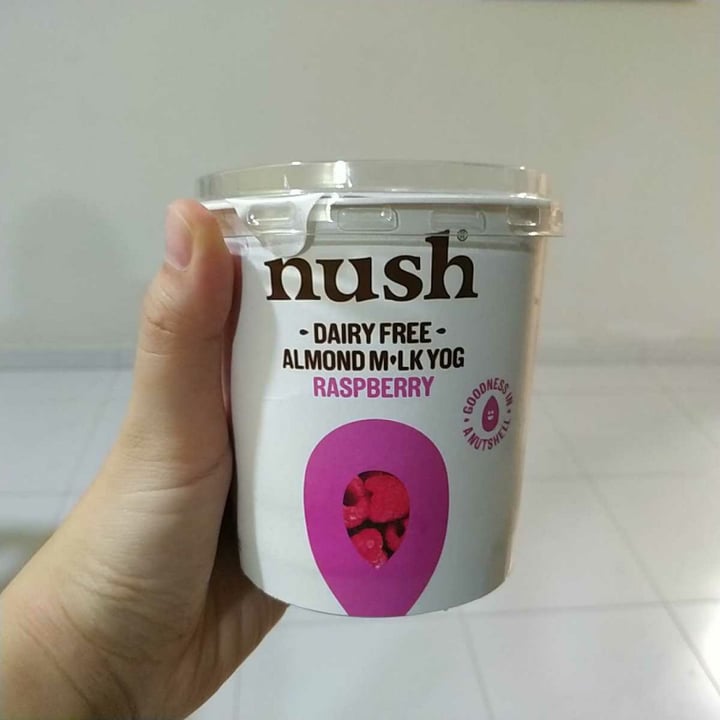 nush®
• DAIRY FREE •
ALMOND M•LK YOG
RASPBERRY
• GOODNESS IN •
A NUTSHELL